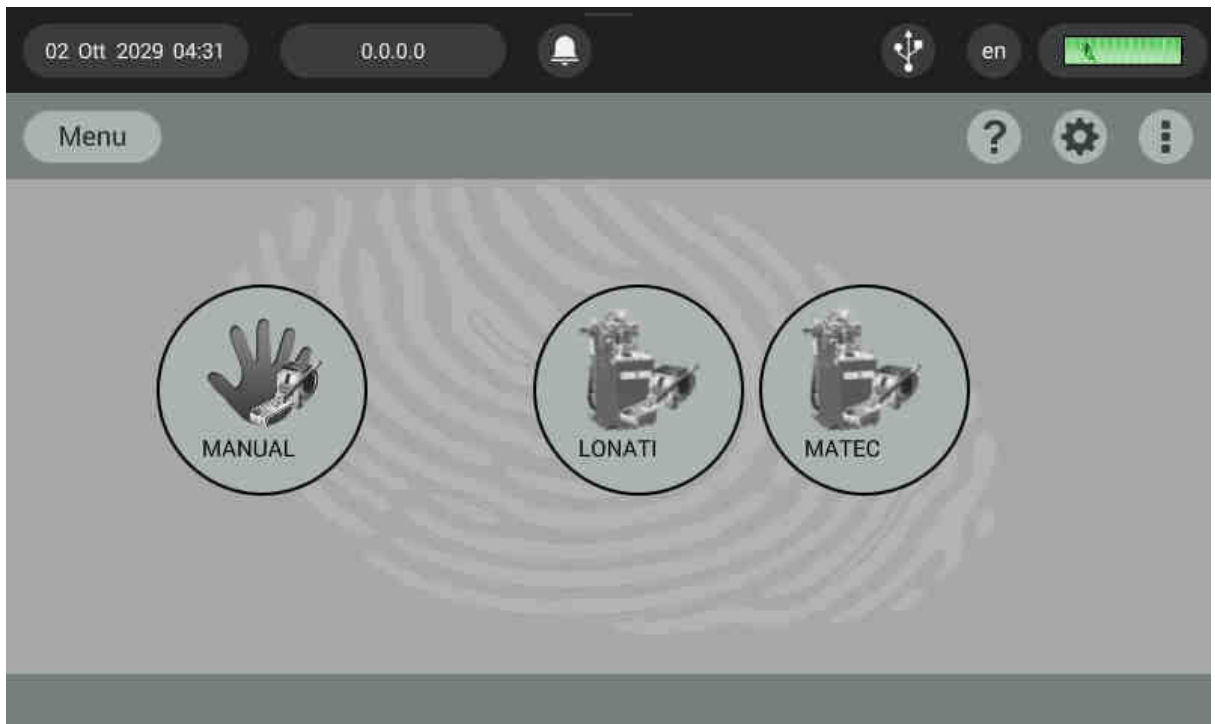 02 Ott 2029 04:31
0.0.0.0
en
Menu
?
MANUAL
LONATI
MATEC